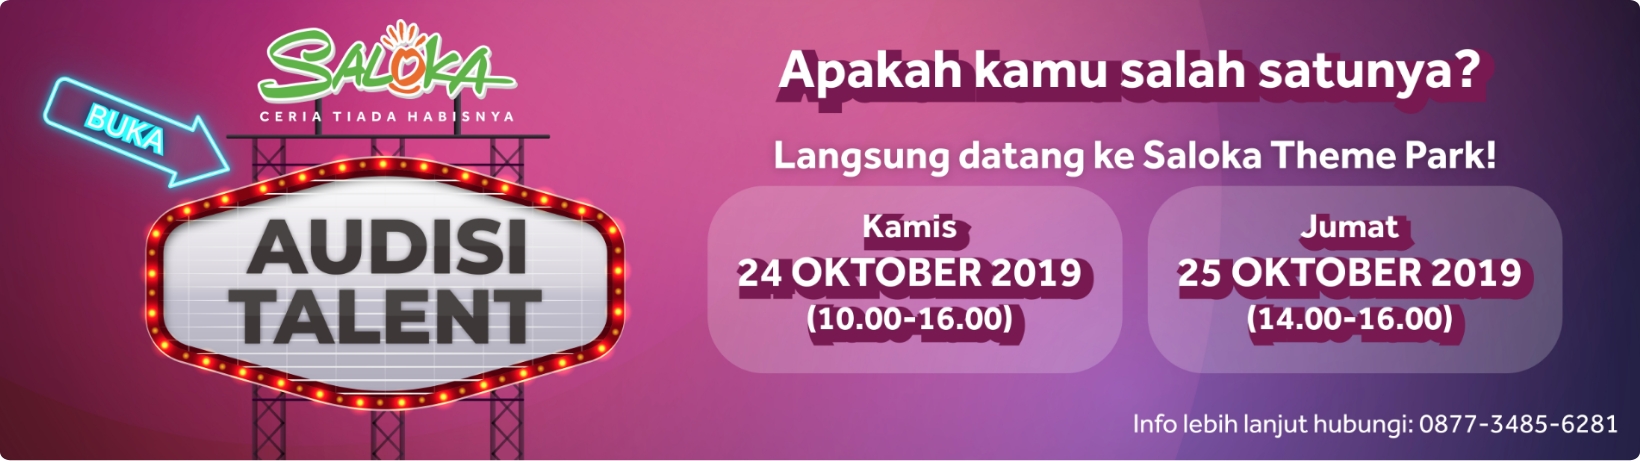 SALOKA
CERIA TIADA HABISNYA
BUKA
AUDISI
TALENT
Apakah kamu salah satunya?
Langsung datang ke Saloka Theme Park!
Kamis
24 OKTOBER 2019
(10.00-16.00)
Jumat
25 OKTOBER 2019
(14.00-16.00)
Info lebih lanjut hubungi: 0877-3485-6281